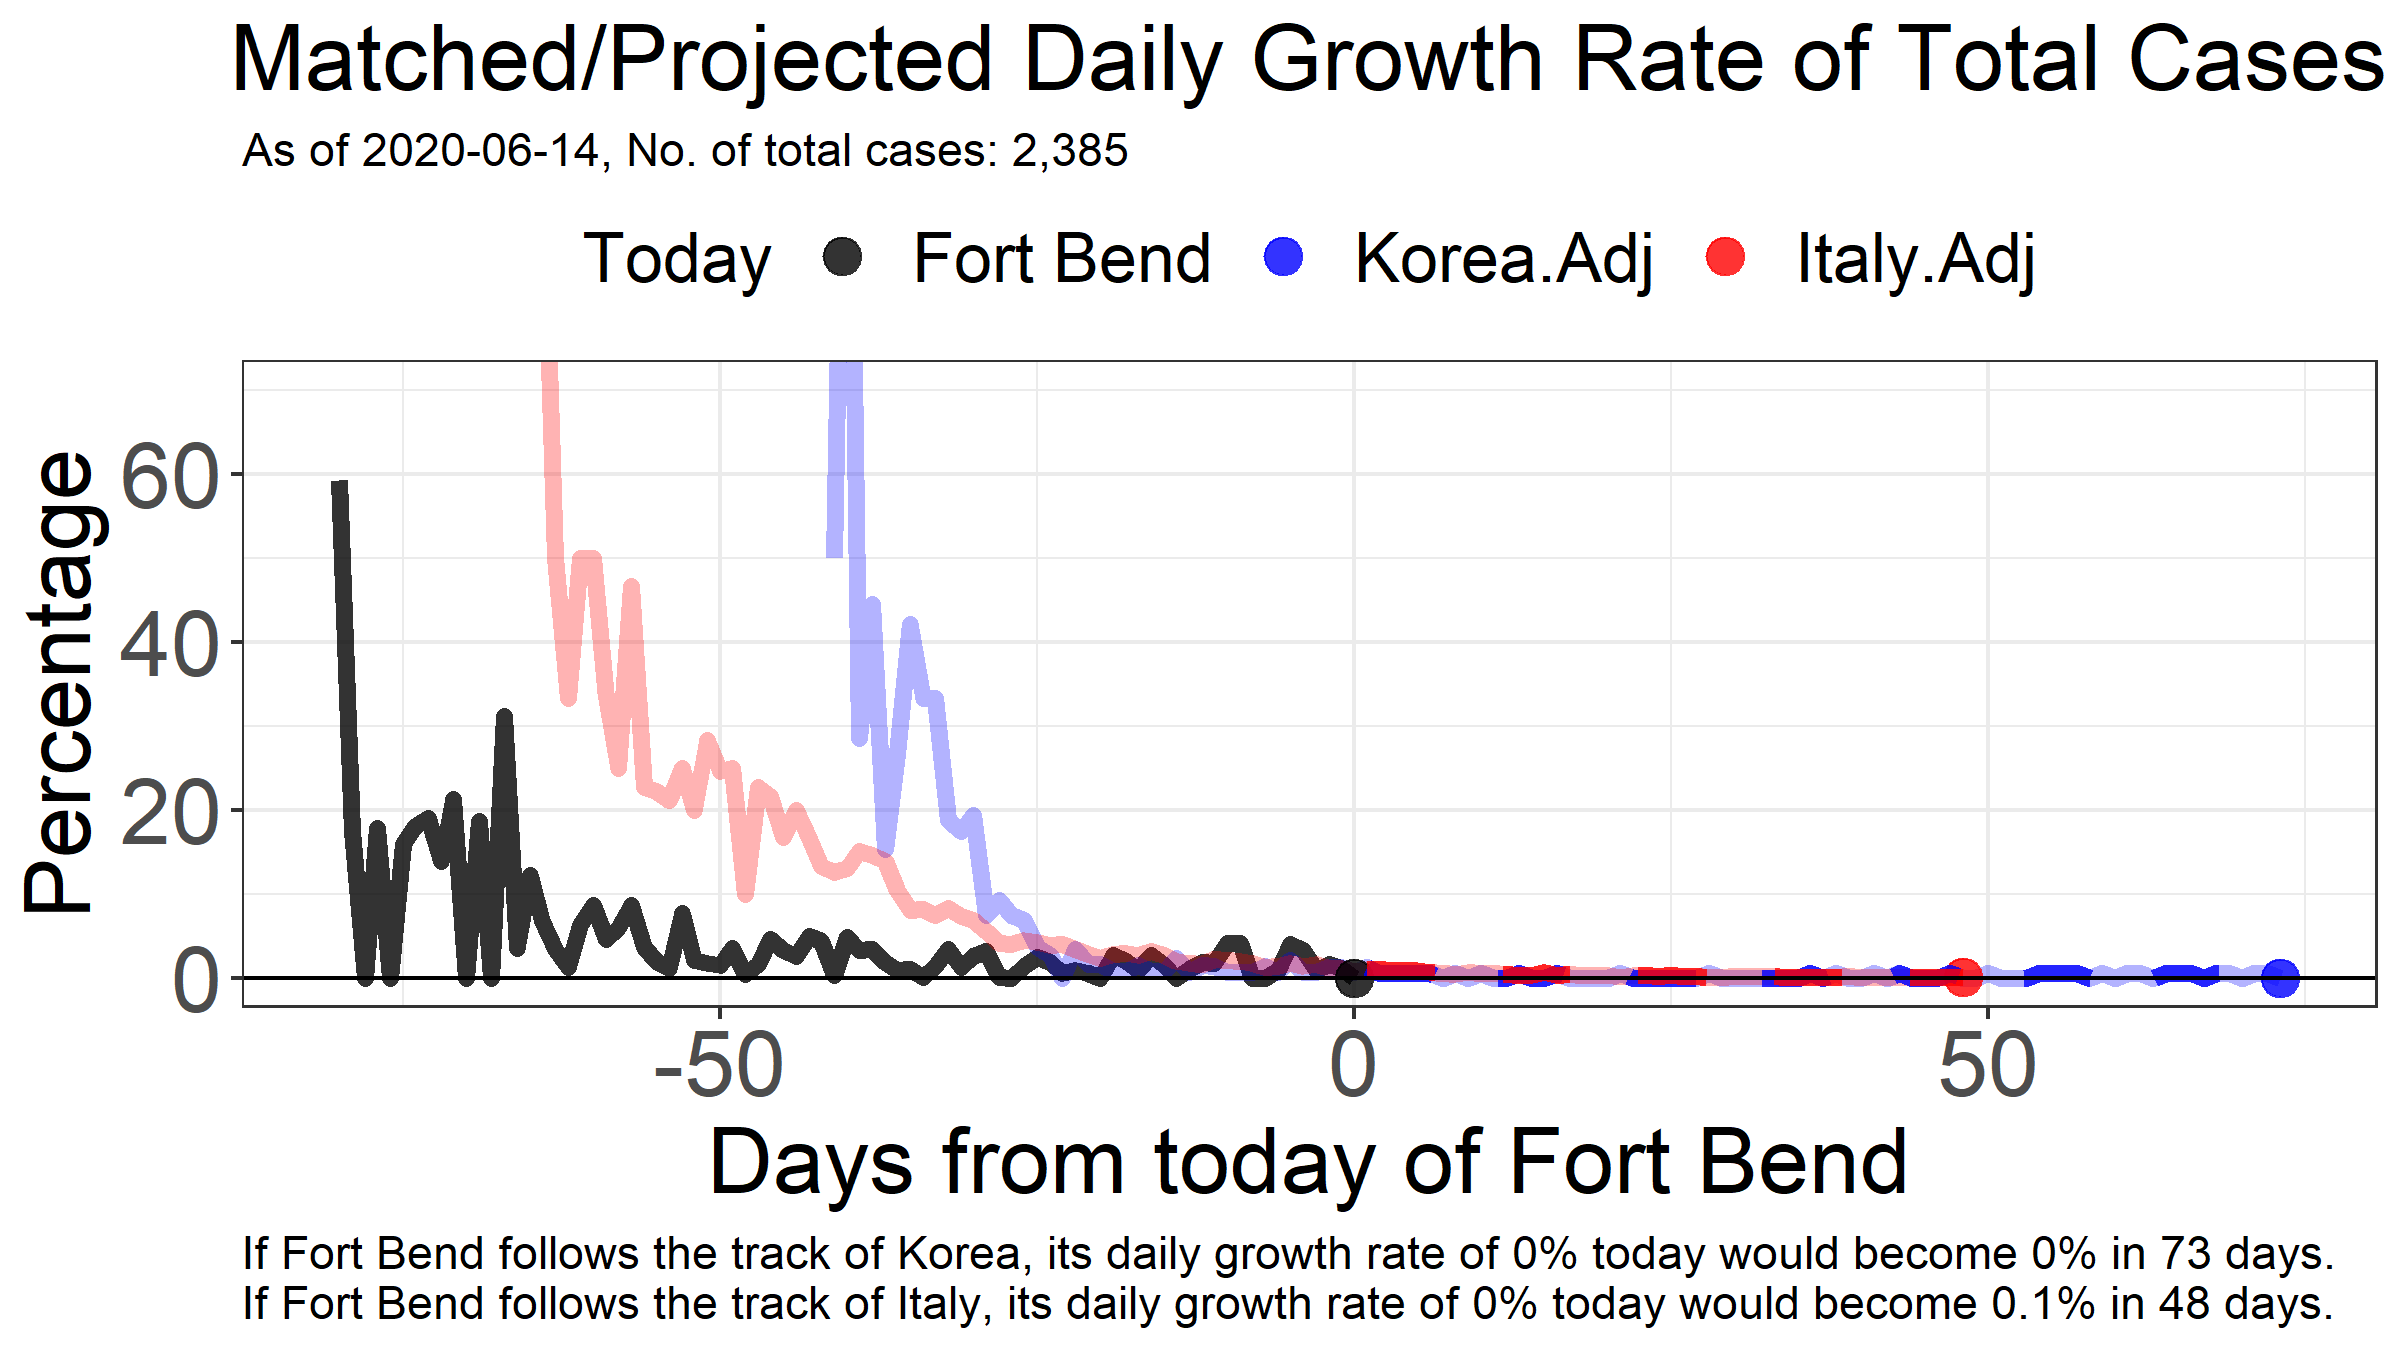 Matched/Projected Daily Growth Rate of Total Cases
As of 2020-06-14, No. of total cases: 2,385
Today Fort Bend Korea.Adj Italy.Adj
Percentage
60
40
20
0
-50 0 50
Days from today of Fort Bend
If Fort Bend follows the track of Korea, its daily growth rate of 0% today would become 0% in 73 days.
If Fort Bend follows the track of Italy, its daily growth rate of 0% today would become 0.1% in 48 days.